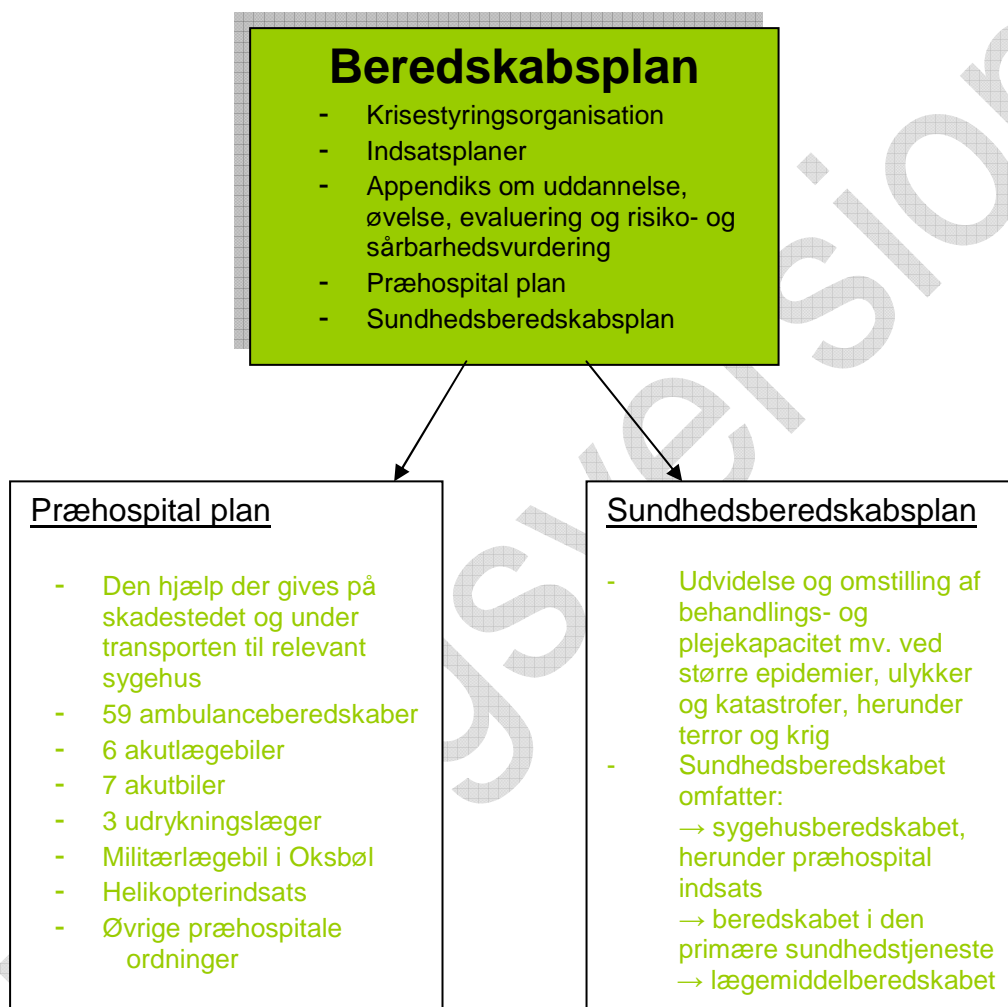 Beredskabsplan
- Krisestyringsorganisation
- Indsatsplaner
- Appendiks om uddannelse,
øvelse, evaluering og risiko- og
sårbarhedsvurdering
- Præhospital plan
- Sundhedsberedskabsplan
Præhospital plan
- Den hjælp der gives på
skadestedet og under
transporten til relevant
sygehus
- 59 ambulanceberedskaber
- 6 akutlægebiler
- 7 akutbiler
- 3 udrykningslæger
- Militærlægebil i Oksbøl
- Helikopterindsats
- Øvrige præhospitale
ordninger
Sundhedsberedskabsplan
- Udvidelse og omstilling af
behandlings- og
plejekapacitet mv. ved
større epidemier, ulykker
og katastrofer, herunder
terror og krig
- Sundhedsberedskabet
omfatter:
→ sygehusberedskabet,
herunder præhospital
indsats
→ beredskabet i den
primære sundhedstjeneste
→ lægemiddelberedskabet